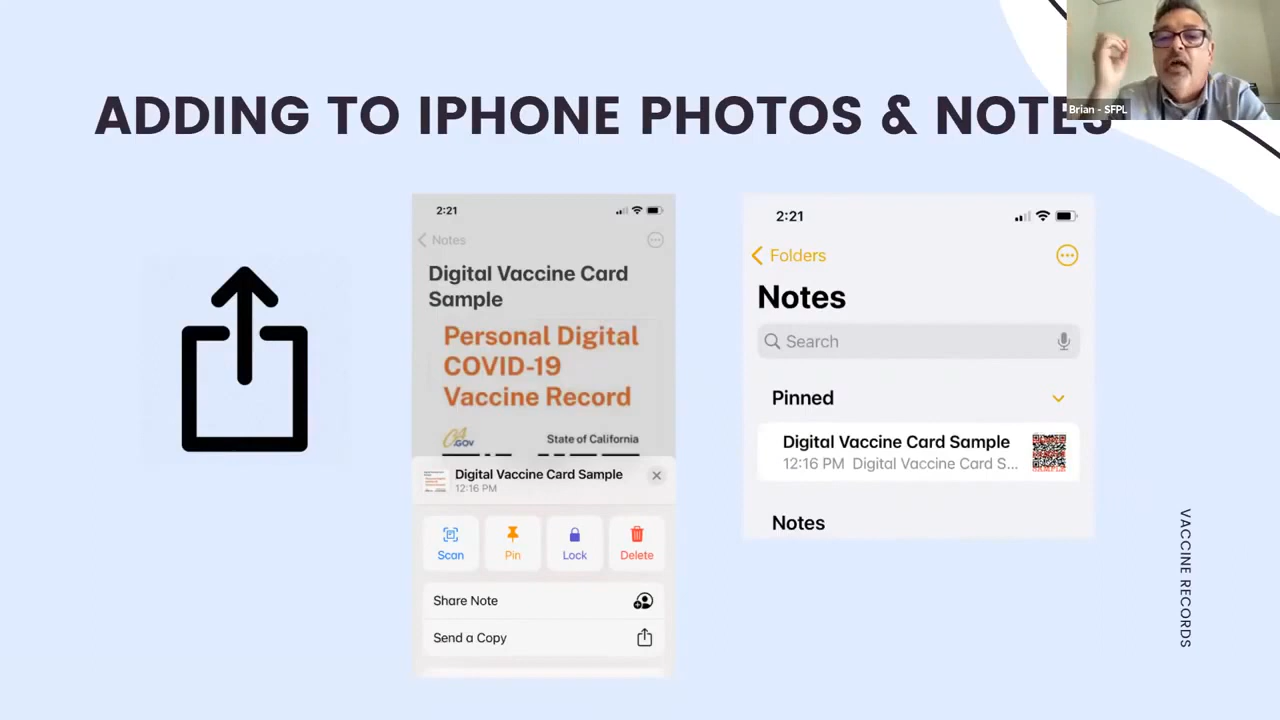 ADDING TO IPHONE PHOTOS & NOTES
Brian - SFPL
2:21
Notes
Digital Vaccine Card
Sample
Personal Digital
COVID-19
Vaccine Record
CA.GOV
State of California
Digital Vaccine Card Sample
12:16 PM
Scan
Pin
Lock
Delete
Share Note
Send a Copy
2:21
Folders
Notes
Search
Pinned
Digital Vaccine Card Sample
12:16 PM Digital Vaccine Card S...
Notes
VACCINE RECORDS